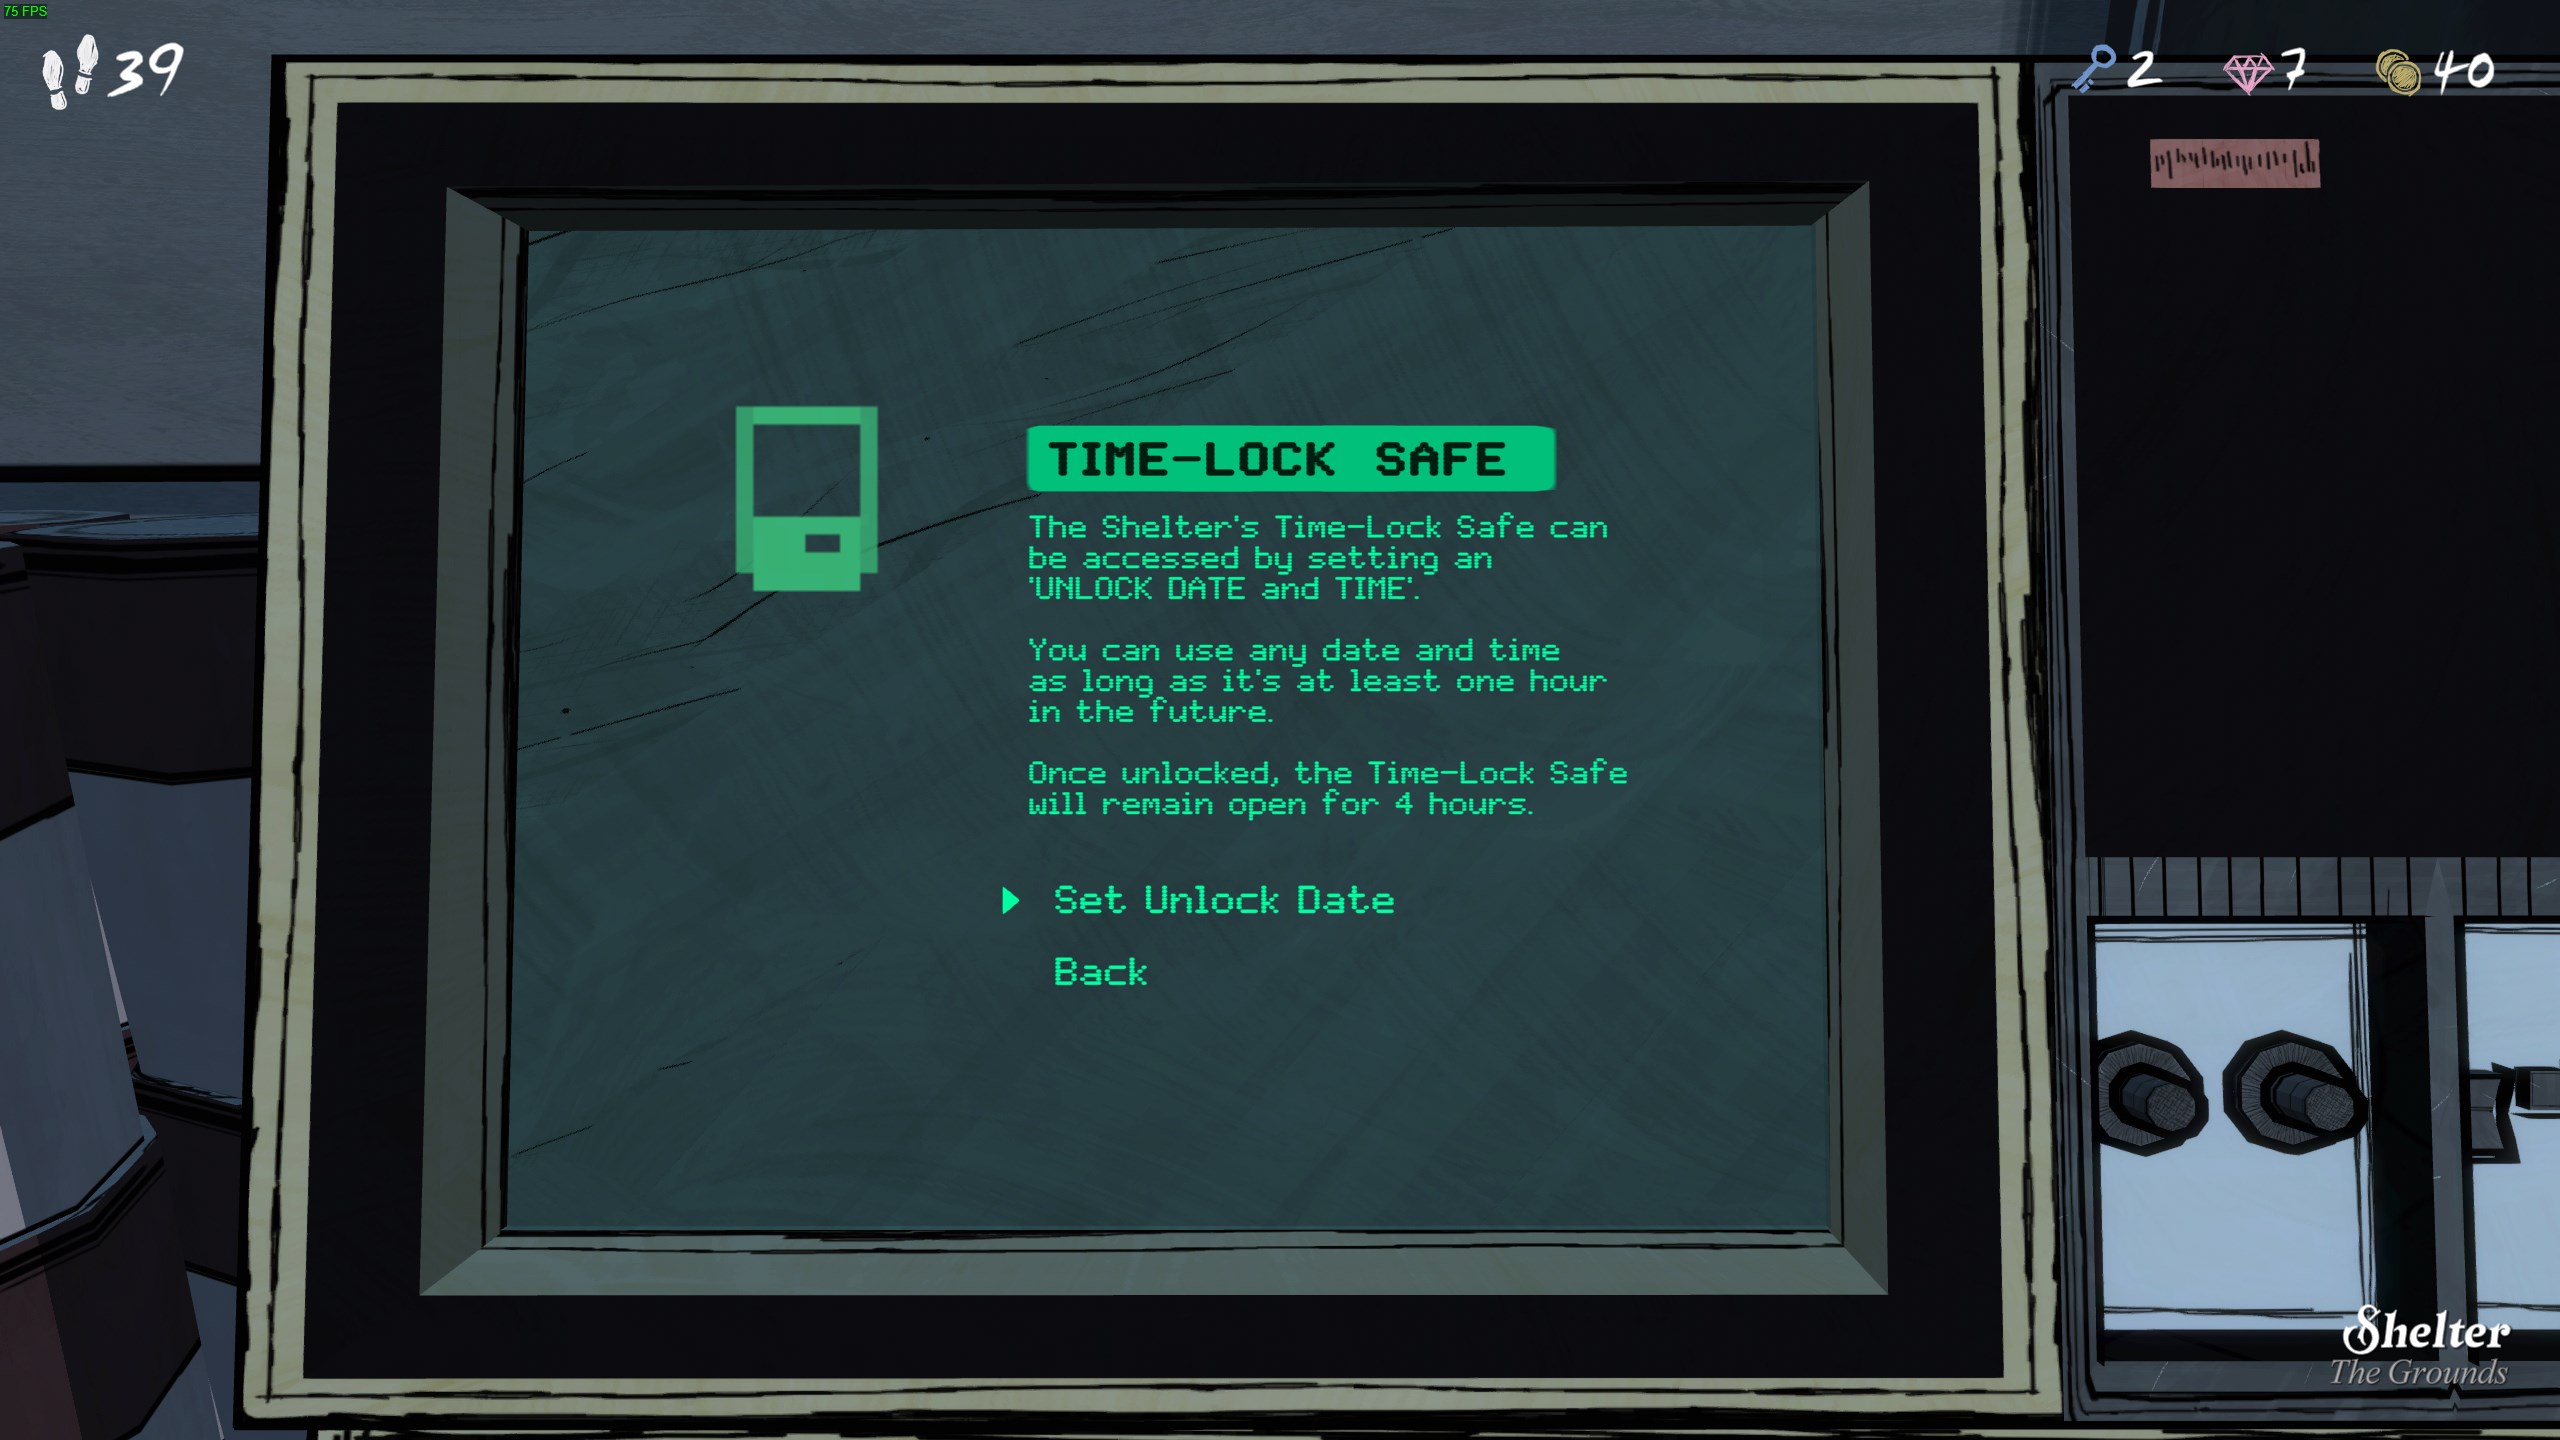 75 FPS
39
2
7
40
TIME-LOCK SAFE
The Shelter's Time-Lock Safe can
be accessed by setting an
'UNLOCK DATE and TIME'.
You can use any date and time
as long as it's at least one hour
in the future.
Once unlocked, the Time-Lock Safe
will remain open for 4 hours.
Set Unlock Date
Back
Shelter
The Grounds